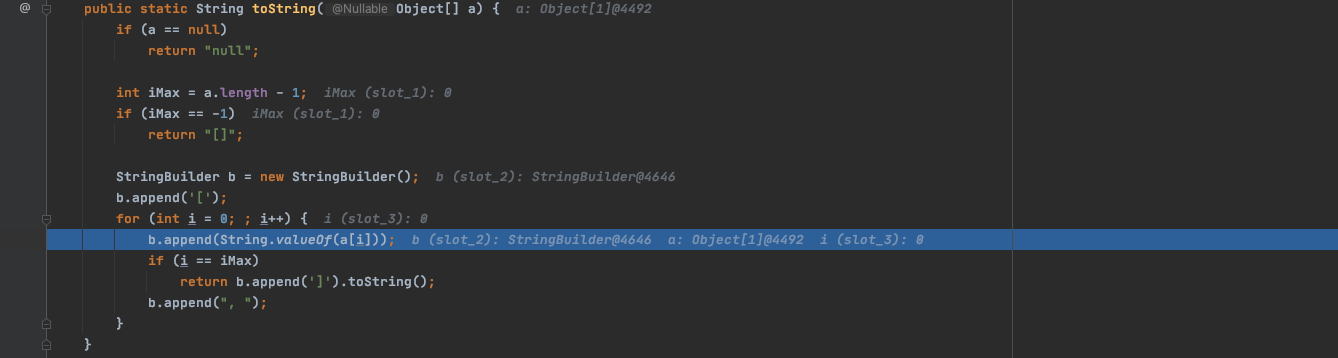 @ public static String toString( @Nullable Object[] a) { a: Object[1]@4492
if (a == null)
return "null";
int iMax = a.length - 1; iMax (slot_1): 0
if (iMax == -1) iMax (slot_1): 0
return "[]";
StringBuilder b = new StringBuilder(); b (slot_2): StringBuilder@4646
b.append('[');
for (int i = 0; ; i++) { i (slot_3): 0
b.append(String.valueOf(a[i])); b (slot_2): StringBuilder@4646 a: Object[1]@4492 i (slot_3): 0
if (i == iMax)
return b.append(']').toString();
b.append(", ");
}
}